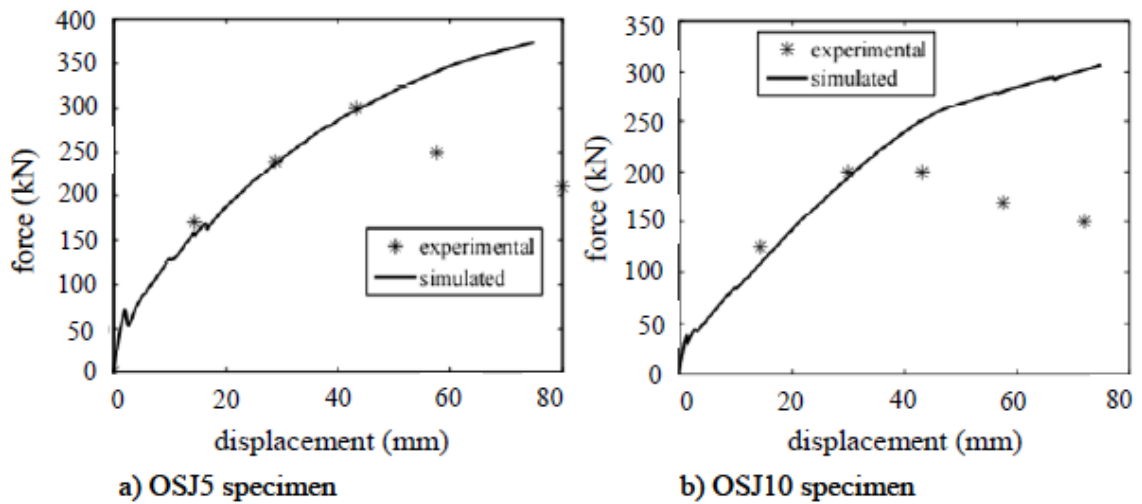 400
350
300
250
200
150
100
50
0
force (kN)
experimental
simulated
0 20 40 60 80
displacement (mm)
a) OSJ5 specimen
350
300
250
200
150
100
50
0
force (kN)
experimental
simulated
0 20 40 60 80
displacement (mm)
b) OSJ10 specimen